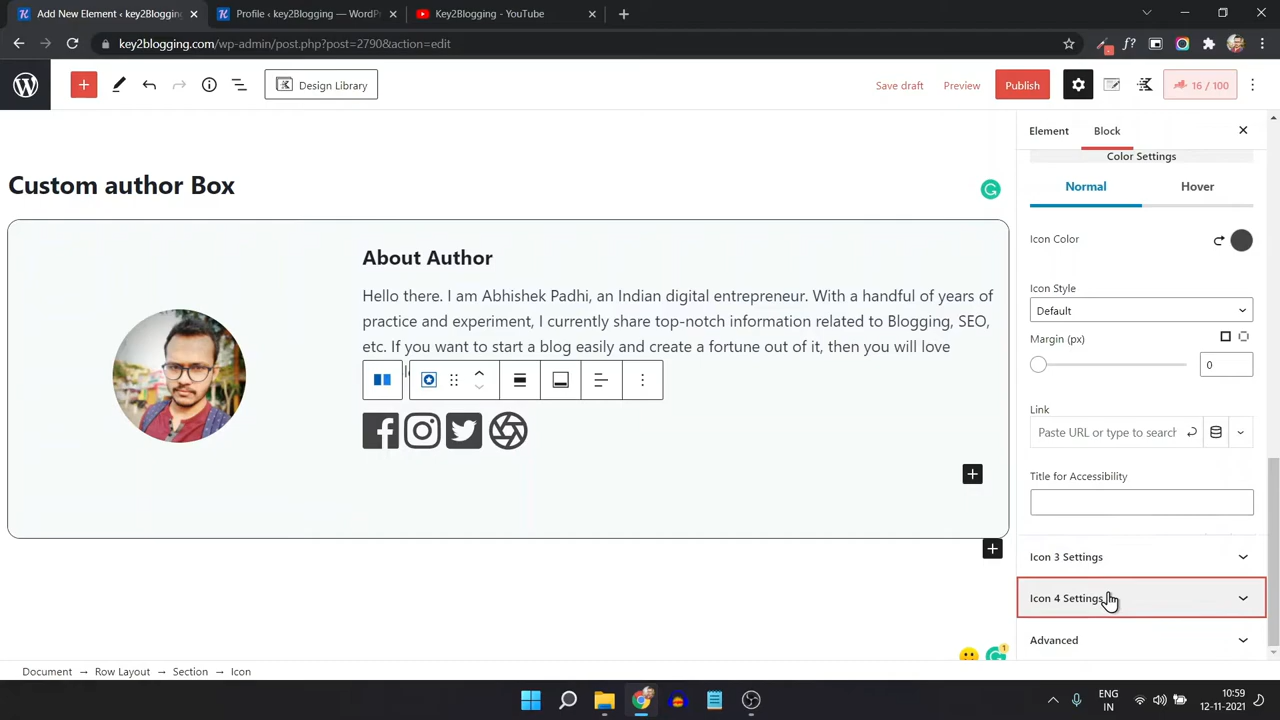 Add New Element ‹ key2blogging
Profile ‹ key2Blogging — WordPr
Key2Blogging - YouTube
key2blogging.com/wp-admin/post.php?post=2790&action=edit
Design Library
Save draft
Preview
Publish
16 / 100
Element
Block
Color Settings
Custom author Box
Normal
Hover
Icon Color
About Author
Hello there. I am Abhishek Padhi, an Indian digital entrepreneur. With a handful of years of
practice and experiment, I currently share top-notch information related to Blogging, SEO,
etc. If you want to start a blog easily and create a fortune out of it, then you will love
Icon Style
Default
Margin (px)
0
Link
Paste URL or type to search
Title for Accessibility
Icon 3 Settings
Icon 4 Settings
Advanced
1
Document → Row Layout → Section → Icon
ENG
IN
10:59
12-11-2021